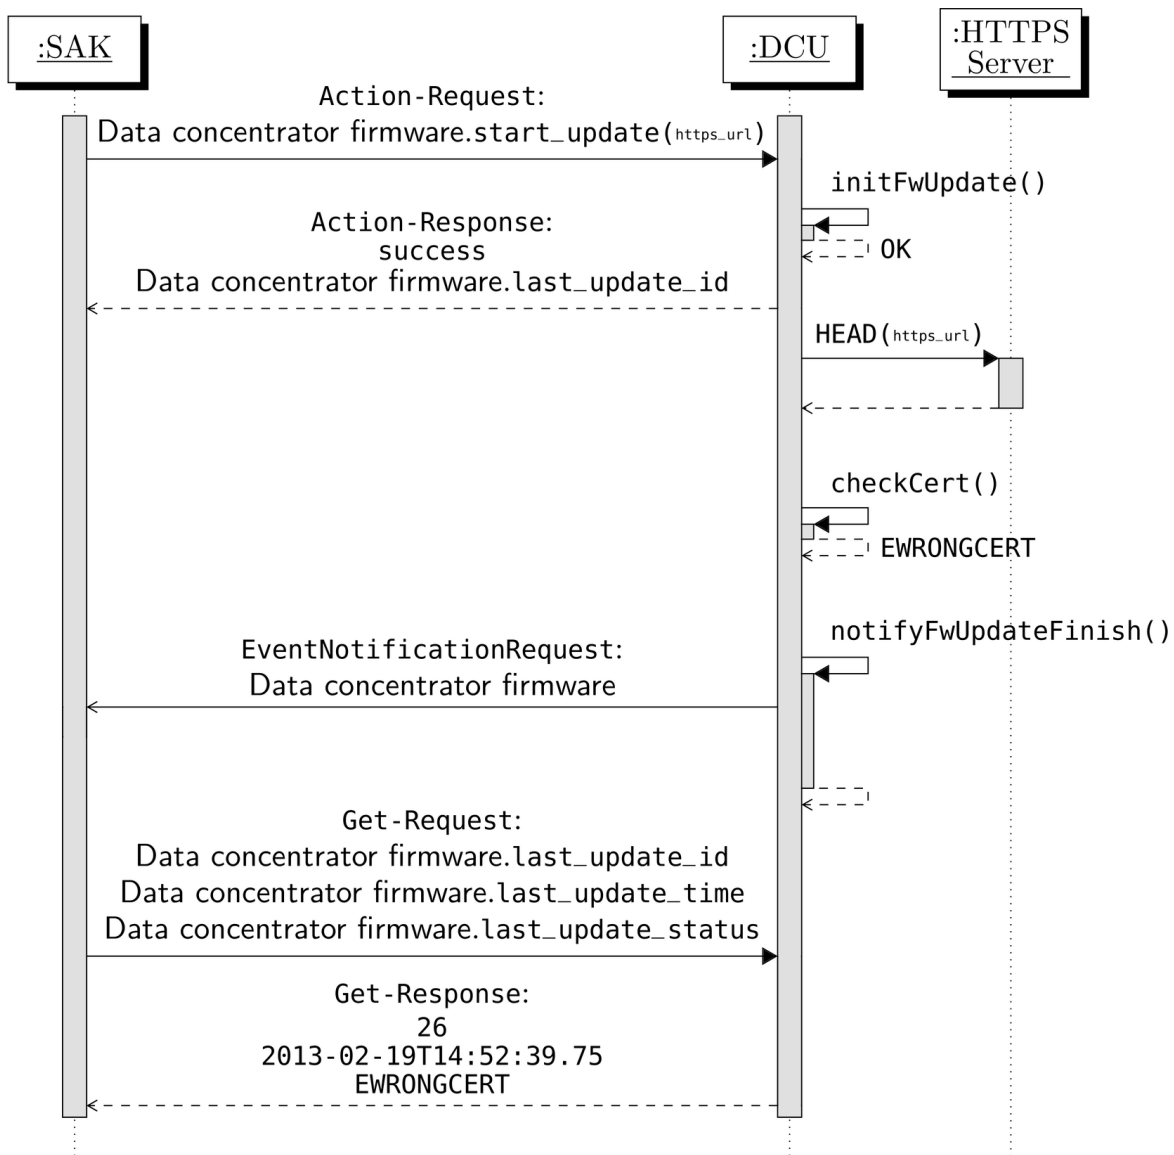 :SAK
:DCU
:HTTPS
Server
Action-Request:
Data concentrator firmware.start_update(https_url)
initFwUpdate()
Action-Response:
success
OK
Data concentrator firmware.last_update_id
HEAD(https_url)
checkCert()
EWRONGCERT
notifyFwUpdateFinish()
EventNotificationRequest:
Data concentrator firmware
Get-Request:
Data concentrator firmware.last_update_id
Data concentrator firmware.last_update_time
Data concentrator firmware.last_update_status
Get-Response:
26
2013-02-19T14:52:39.75
EWRONGCERT